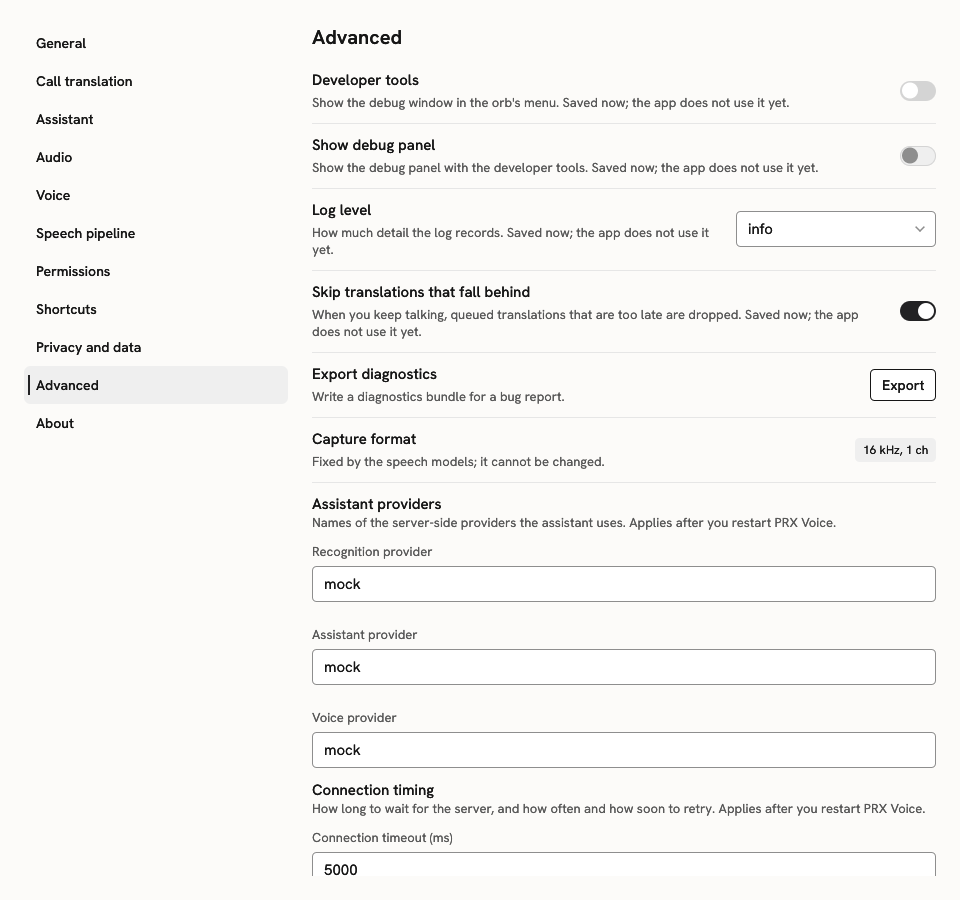 General
Call translation
Assistant
Audio
Voice
Speech pipeline
Permissions
Shortcuts
Privacy and data
Advanced
About
Advanced
Developer tools
Show the debug window in the orb's menu. Saved now; the app does not use it yet.
Show debug panel
Show the debug panel with the developer tools. Saved now; the app does not use it yet.
Log level
How much detail the log records. Saved now; the app does not use it
yet.
info
Skip translations that fall behind
When you keep talking, queued translations that are too late are dropped. Saved now; the app
does not use it yet.
Export diagnostics
Write a diagnostics bundle for a bug report.
Export
Capture format
Fixed by the speech models; it cannot be changed.
16 kHz, 1 ch
Assistant providers
Names of the server-side providers the assistant uses. Applies after you restart PRX Voice.
Recognition provider
mock
Assistant provider
mock
Voice provider
mock
Connection timing
How long to wait for the server, and how often and how soon to retry. Applies after you restart PRX Voice.
Connection timeout (ms)
5000